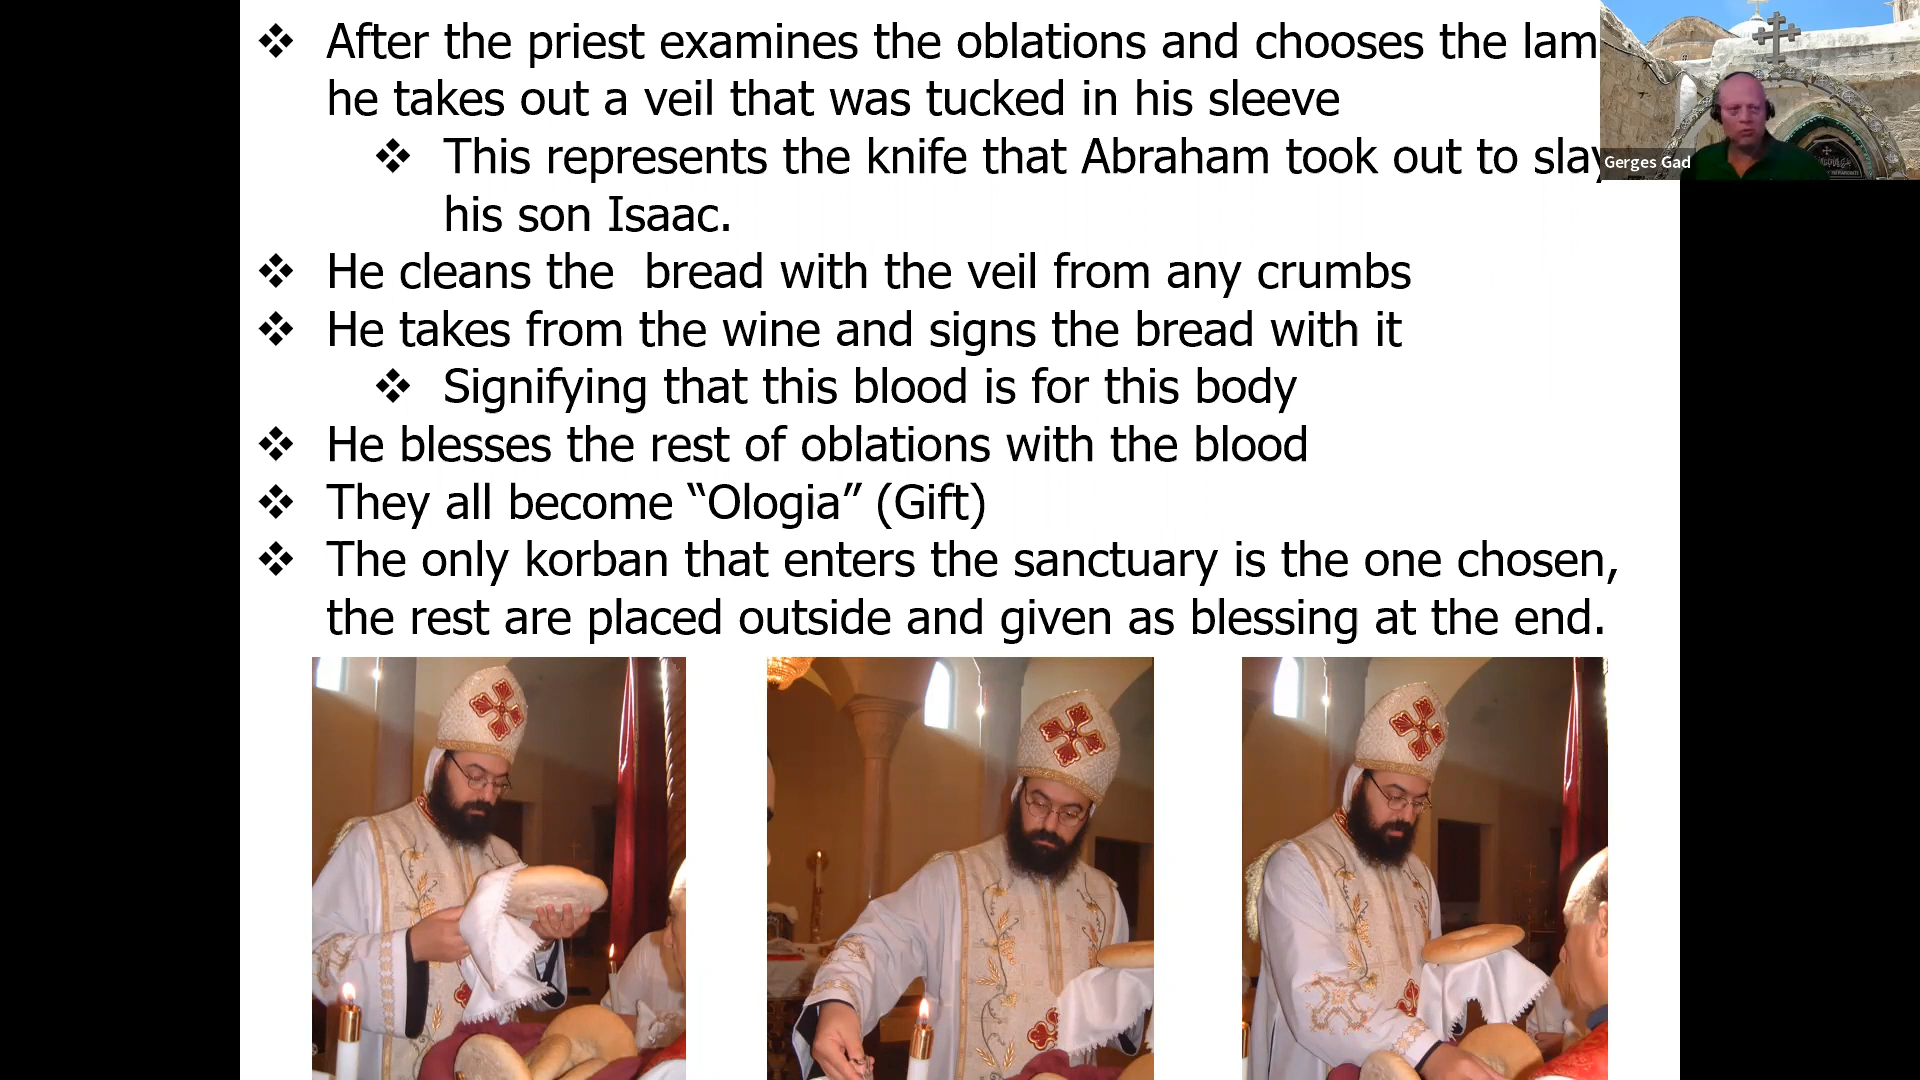 ❖ After the priest examines the oblations and chooses the lam
he takes out a veil that was tucked in his sleeve
❖ This represents the knife that Abraham took out to slay
his son Isaac.
❖ He cleans the bread with the veil from any crumbs
❖ He takes from the wine and signs the bread with it
❖ Signifying that this blood is for this body
❖ He blesses the rest of oblations with the blood
❖ They all become “Ologia” (Gift)
❖ The only korban that enters the sanctuary is the one chosen,
the rest are placed outside and given as blessing at the end.
Gerges Gad